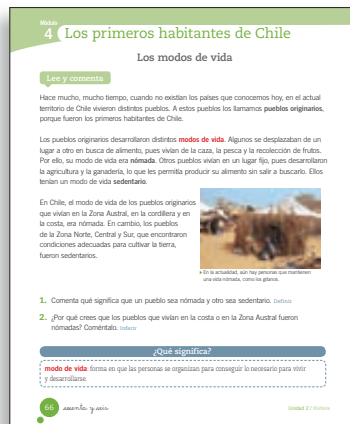 Módulo
4 Los primeros habitantes de Chile
Los modos de vida
Lee y comenta
Hace mucho, mucho tiempo, cuando no existían los países que conocemos hoy, en el actual
territorio de Chile vivieron distintos pueblos. A estos pueblos los llamamos pueblos originarios,
porque fueron los primeros habitantes de Chile.
Los pueblos originarios desarrollaron distintos modos de vida. Algunos se desplazaban de un
lugar a otro en busca de alimento, pues vivían de la caza, la pesca y la recolección de frutos.
Por ello, su modo de vida era nómada. Otros pueblos vivían en un lugar fijo, pues desarrollaron
la agricultura y la ganadería, lo que les permitía producir su alimento sin salir a buscarlo. Ellos
tenían un modo de vida sedentario.
En Chile, el modo de vida de los pueblos originarios
que vivían en la Zona Austral, en la cordillera y en
la costa, era nómada. En cambio, los pueblos
de la Zona Norte, Central y Sur, que encontraron
condiciones adecuadas para cultivar la tierra,
fueron sedentarios.
En la actualidad, aún hay personas que mantienen
una vida nómada, como los gitanos.
1. Comenta qué significa que un pueblo sea nómada y otro sea sedentario. Definir
2. ¿Por qué crees que los pueblos que vivían en la costa o en la Zona Austral fueron
nómadas? Coméntalo. Inferir
¿Qué significa?
modo de vida: forma en que las personas se organizan para conseguir lo necesario para vivir
y desarrollarse.
66 sesenta y seis
Unidad 2 / Historia